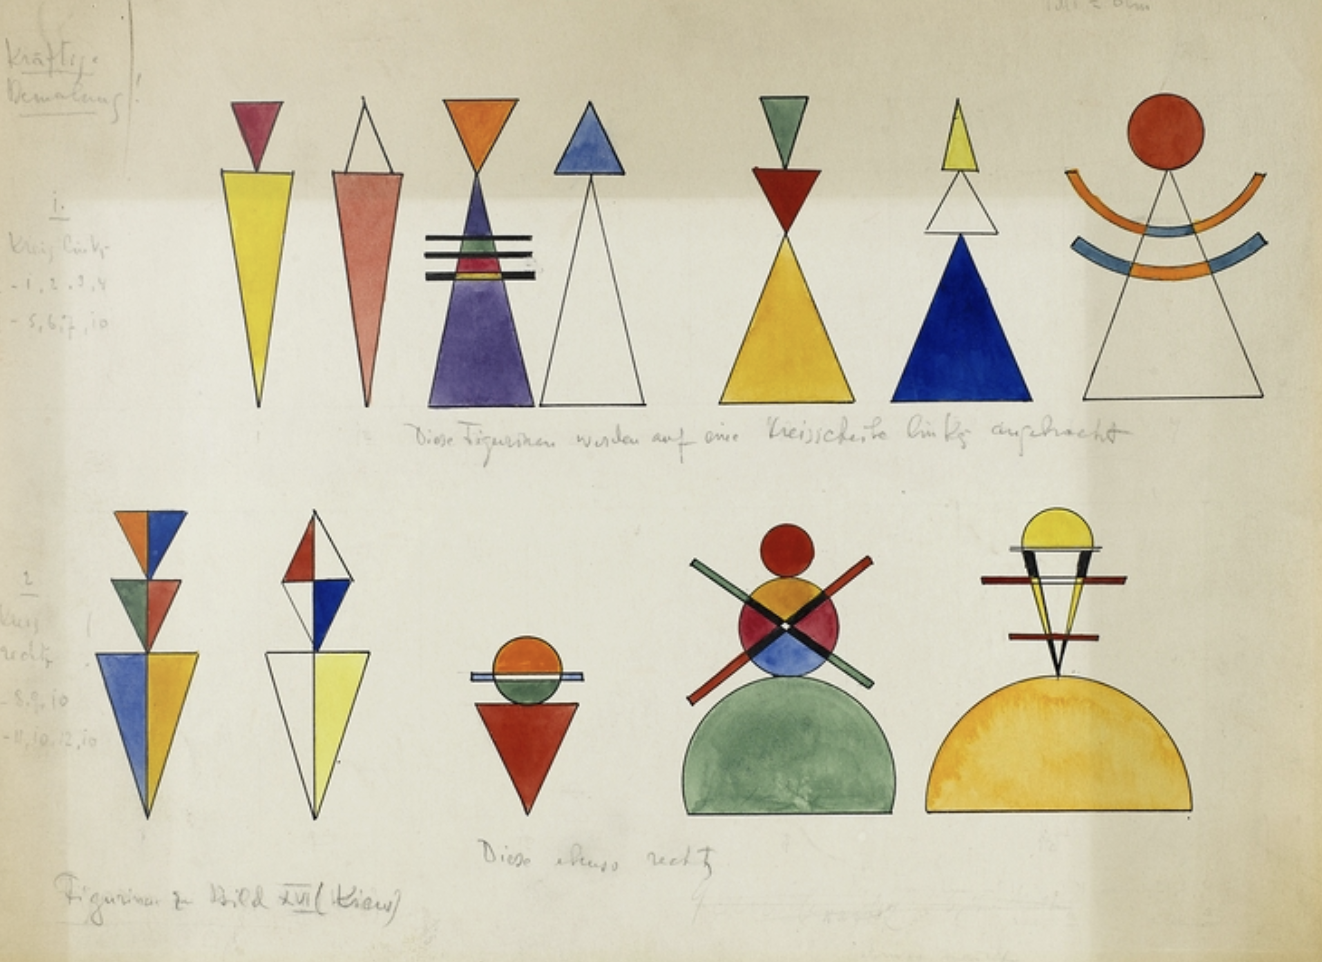 Kräftige
Bemalung!
1.
Kreis links
- 1, 2, 3, 4
- 5, 6, 7, 10
Diese Figurinen werden auf eine Kreisscheibe links angebracht
2
Kreis
rechts
- 8, 9, 10
- 11, 10, 12, 10
Diese ebenso rechts
Figurinen zu Bild XVI (Kiew)